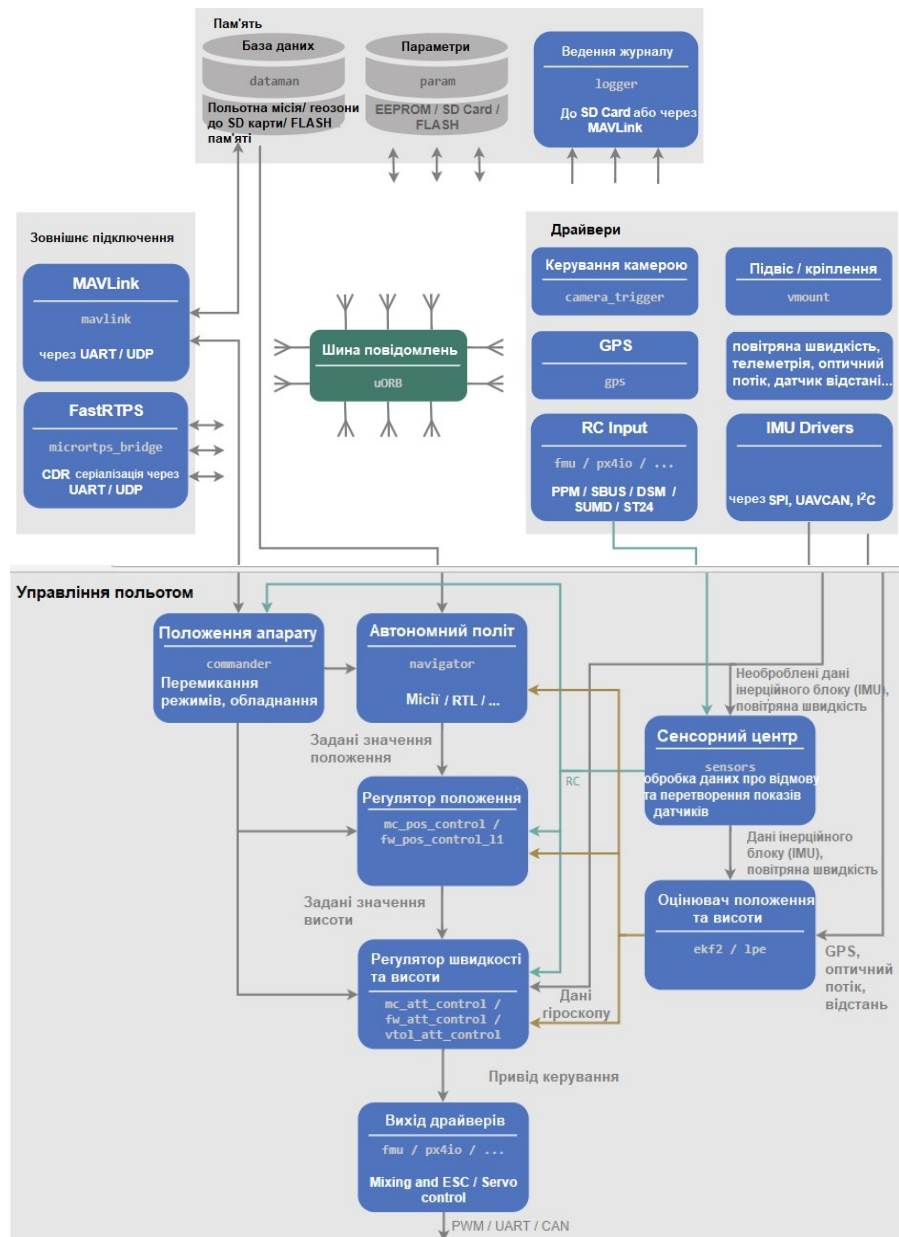 Пам'ять
База даних
dataman
Польотна місія/ геозони
до SD карти/ FLASH
пам'яті
Параметри
param
EEPROM / SD Card /
FLASH
Ведення журналу
logger
До SD Card або через
MAVLink
Зовнішнє підключення
MAVLink
mavlink
через UART / UDP
FastRTPS
micrortps_bridge
CDR серіалізація через
UART / UDP
Шина повідомлень
uORB
Драйвери
Керування камерою
camera_trigger
Підвіс / кріплення
vmount
GPS
gps
повітряна швидкість,
телеметрія, оптичний
потік, датчик відстані...
RC Input
fmu / px4io / ...
PPM / SBUS / DSM /
SUMD / ST24
IMU Drivers
через SPI, UAVCAN, I²C
Управління польотом
Положення апарату
commander
Перемикання
режимів, обладнання
Автономний політ
navigator
Місії / RTL / ...
Необроблені дані
інерційного блоку (IMU),
повітряна швидкість
Задані значення
положення
Сенсорний центр
sensors
обробка даних про відмову
та перетворення показів
датчиків
RC
Регулятор положення
mc_pos_control /
fw_pos_control_l1
Дані інерційного
блоку (IMU),
повітряна швидкість
Задані значення
висоти
Оцінювач положення
та висоти
ekf2 / lpe
GPS,
оптичний
потік,
відстань
Регулятор швидкості
та висоти
mc_att_control /
fw_att_control /
vtol_att_control
Дані
гіроскопу
Привід керування
Вихід драйверів
fmu / px4io / ...
Mixing and ESC / Servo
control
PWM / UART / CAN